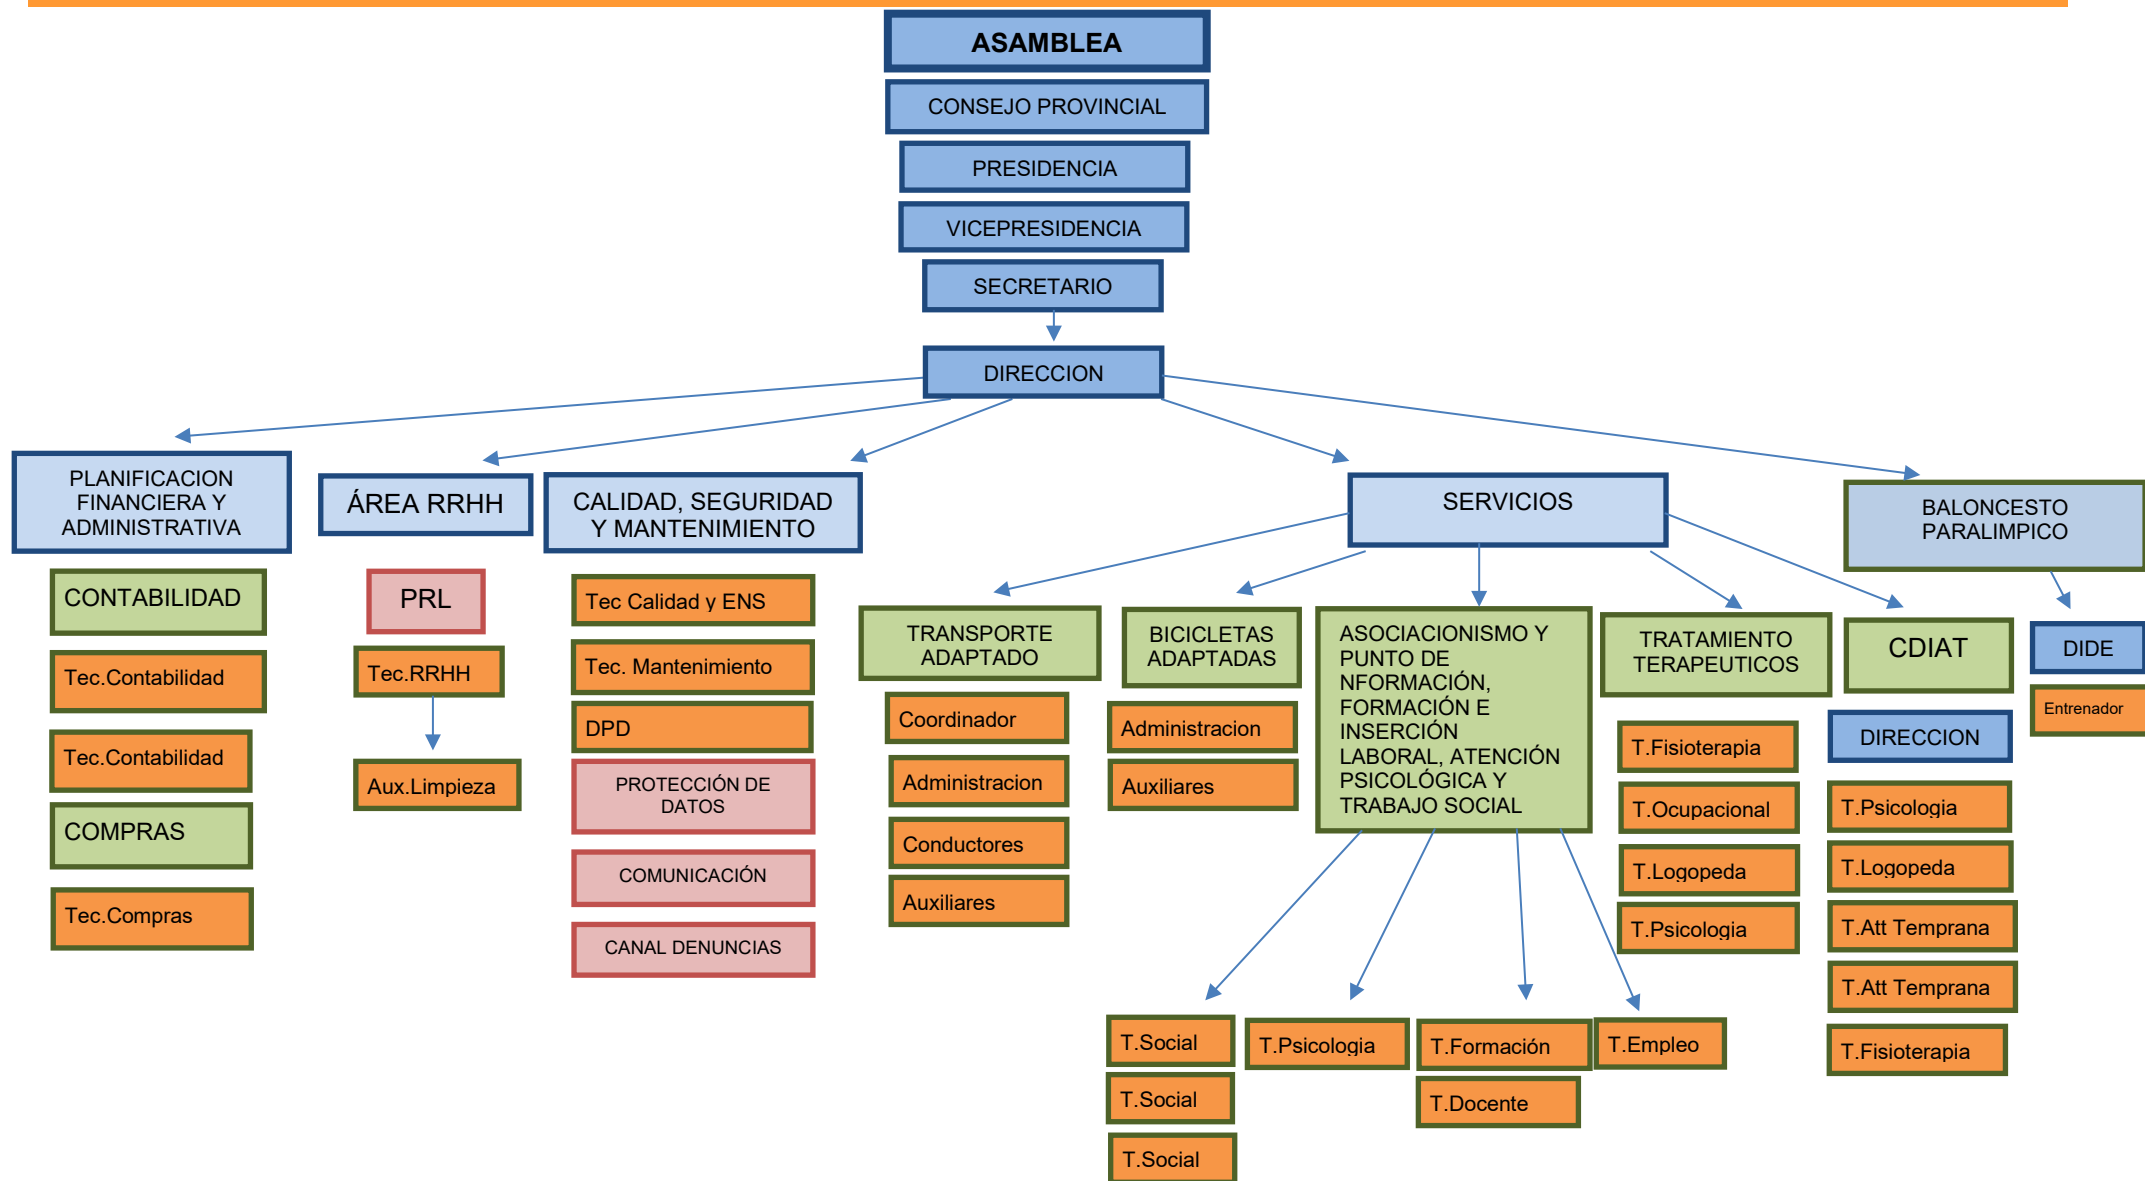 ASAMBLEA
CONSEJO PROVINCIAL
PRESIDENCIA
VICEPRESIDENCIA
SECRETARIO
DIRECCION
PLANIFICACION
FINANCIERA Y
ADMINISTRATIVA
CONTABILIDAD
Tec.Contabilidad
Tec.Contabilidad
COMPRAS
Tec.Compras
ÁREA RRHH
PRL
Tec.RRHH
Aux.Limpieza
CALIDAD, SEGURIDAD
Y MANTENIMIENTO
Tec Calidad y ENS
Tec. Mantenimiento
DPD
PROTECCIÓN DE
DATOS
COMUNICACIÓN
CANAL DENUNCIAS
SERVICIOS
TRANSPORTE
ADAPTADO
Coordinador
Administracion
Conductores
Auxiliares
BICICLETAS
ADAPTADAS
Administracion
Auxiliares
ASOCIACIONISMO Y
PUNTO DE
NFORMACIÓN,
FORMACIÓN E
INSERCIÓN
LABORAL, ATENCIÓN
PSICOLÓGICA Y
TRABAJO SOCIAL
T.Social
T.Social
T.Social
T.Psicologia
T.Formación
T.Docente
T.Empleo
TRATAMIENTO
TERAPEUTICOS
T.Fisioterapia
T.Ocupacional
T.Logopeda
T.Psicologia
CDIAT
DIRECCION
T.Psicologia
T.Logopeda
T.Att Temprana
T.Att Temprana
T.Fisioterapia
BALONCESTO
PARALIMPICO
DIDE
Entrenador